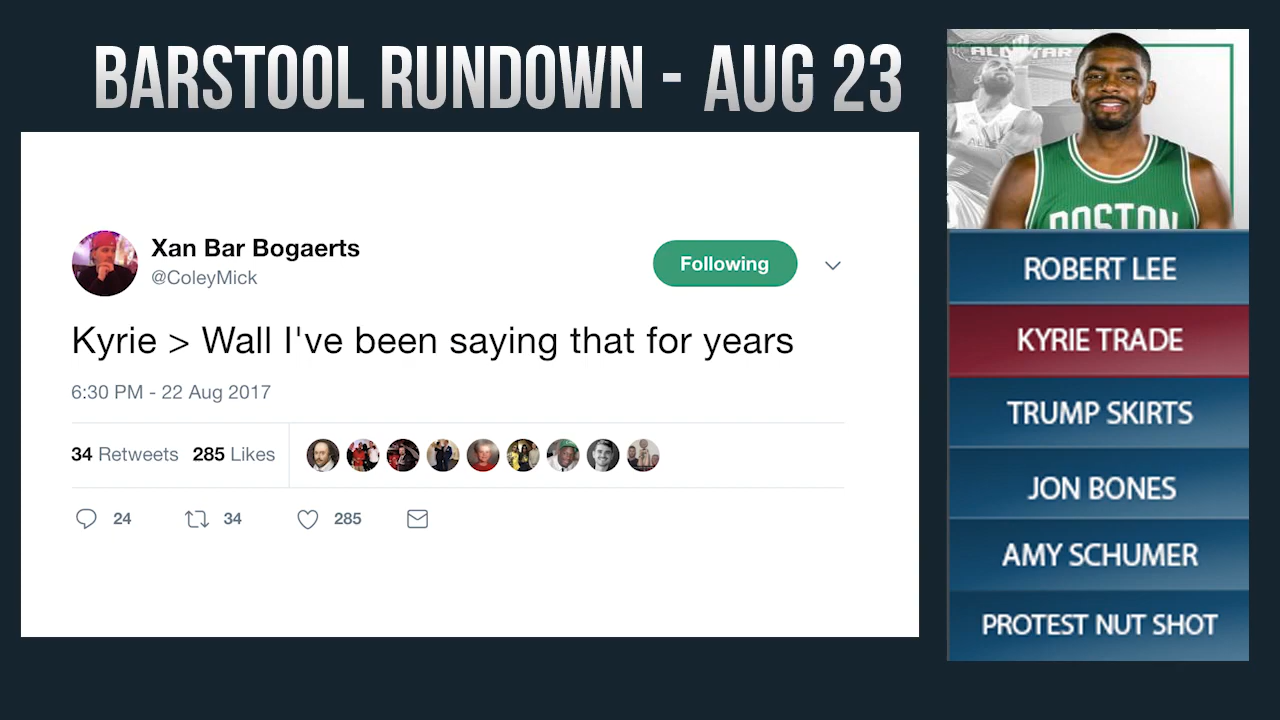 BARSTOOL RUNDOWN - AUG 23
Xan Bar Bogaerts
@ColeyMick
Following
Kyrie > Wall I've been saying that for years
6:30 PM - 22 Aug 2017
34 Retweets 285 Likes
24 34 285
BOSTON
ROBERT LEE
KYRIE TRADE
TRUMP SKIRTS
JON BONES
AMY SCHUMER
PROTEST NUT SHOT